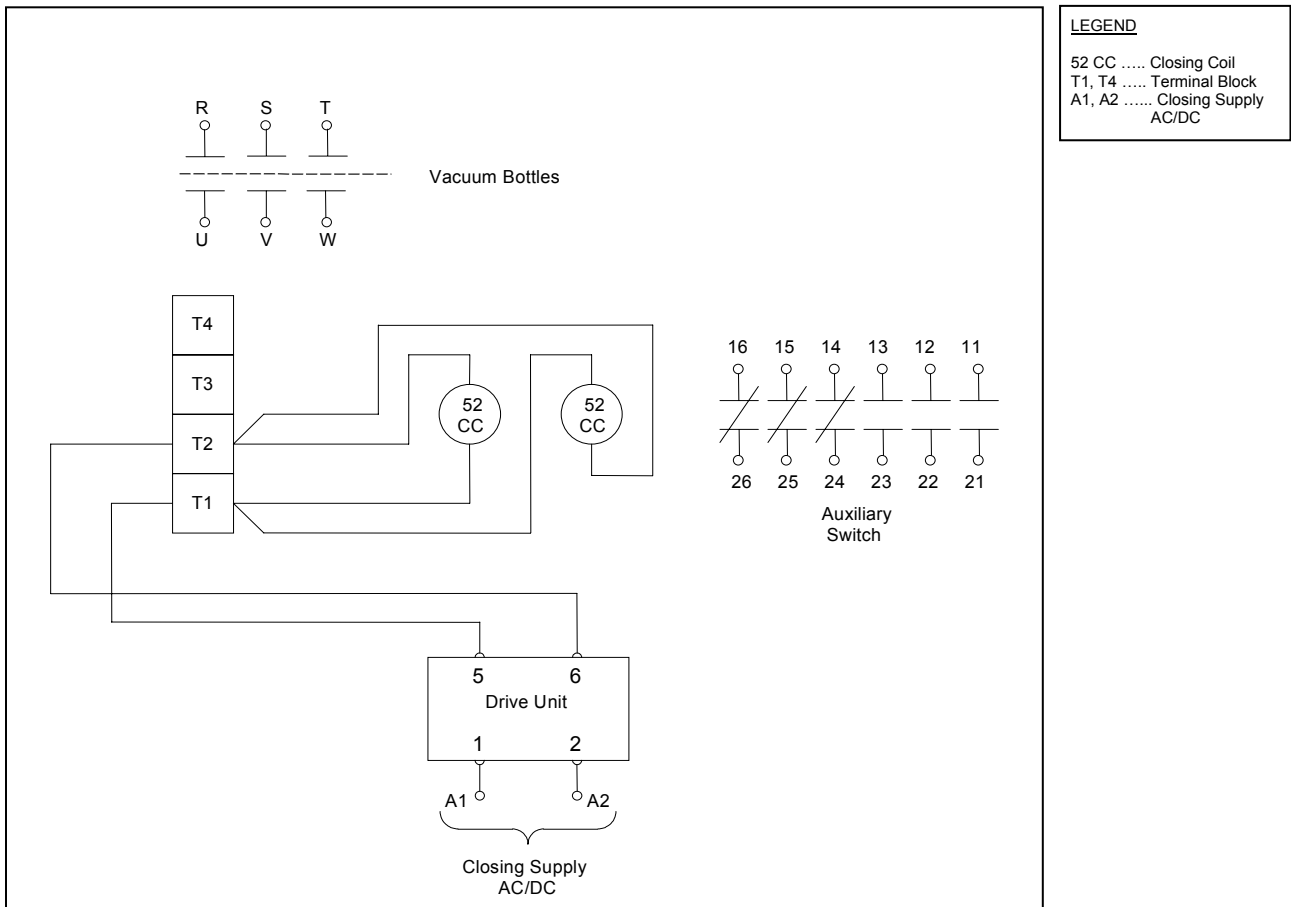 LEGEND
52 CC ….. Closing Coil
T1, T4 ….. Terminal Block
A1, A2 …... Closing Supply
AC/DC
R S T
Vacuum Bottles
U V W
T4
T3
T2
T1
52
CC
52
CC
16 15 14 13 12 11
26 25 24 23 22 21
Auxiliary
Switch
5 6
Drive Unit
1 2
A1 A2
Closing Supply
AC/DC